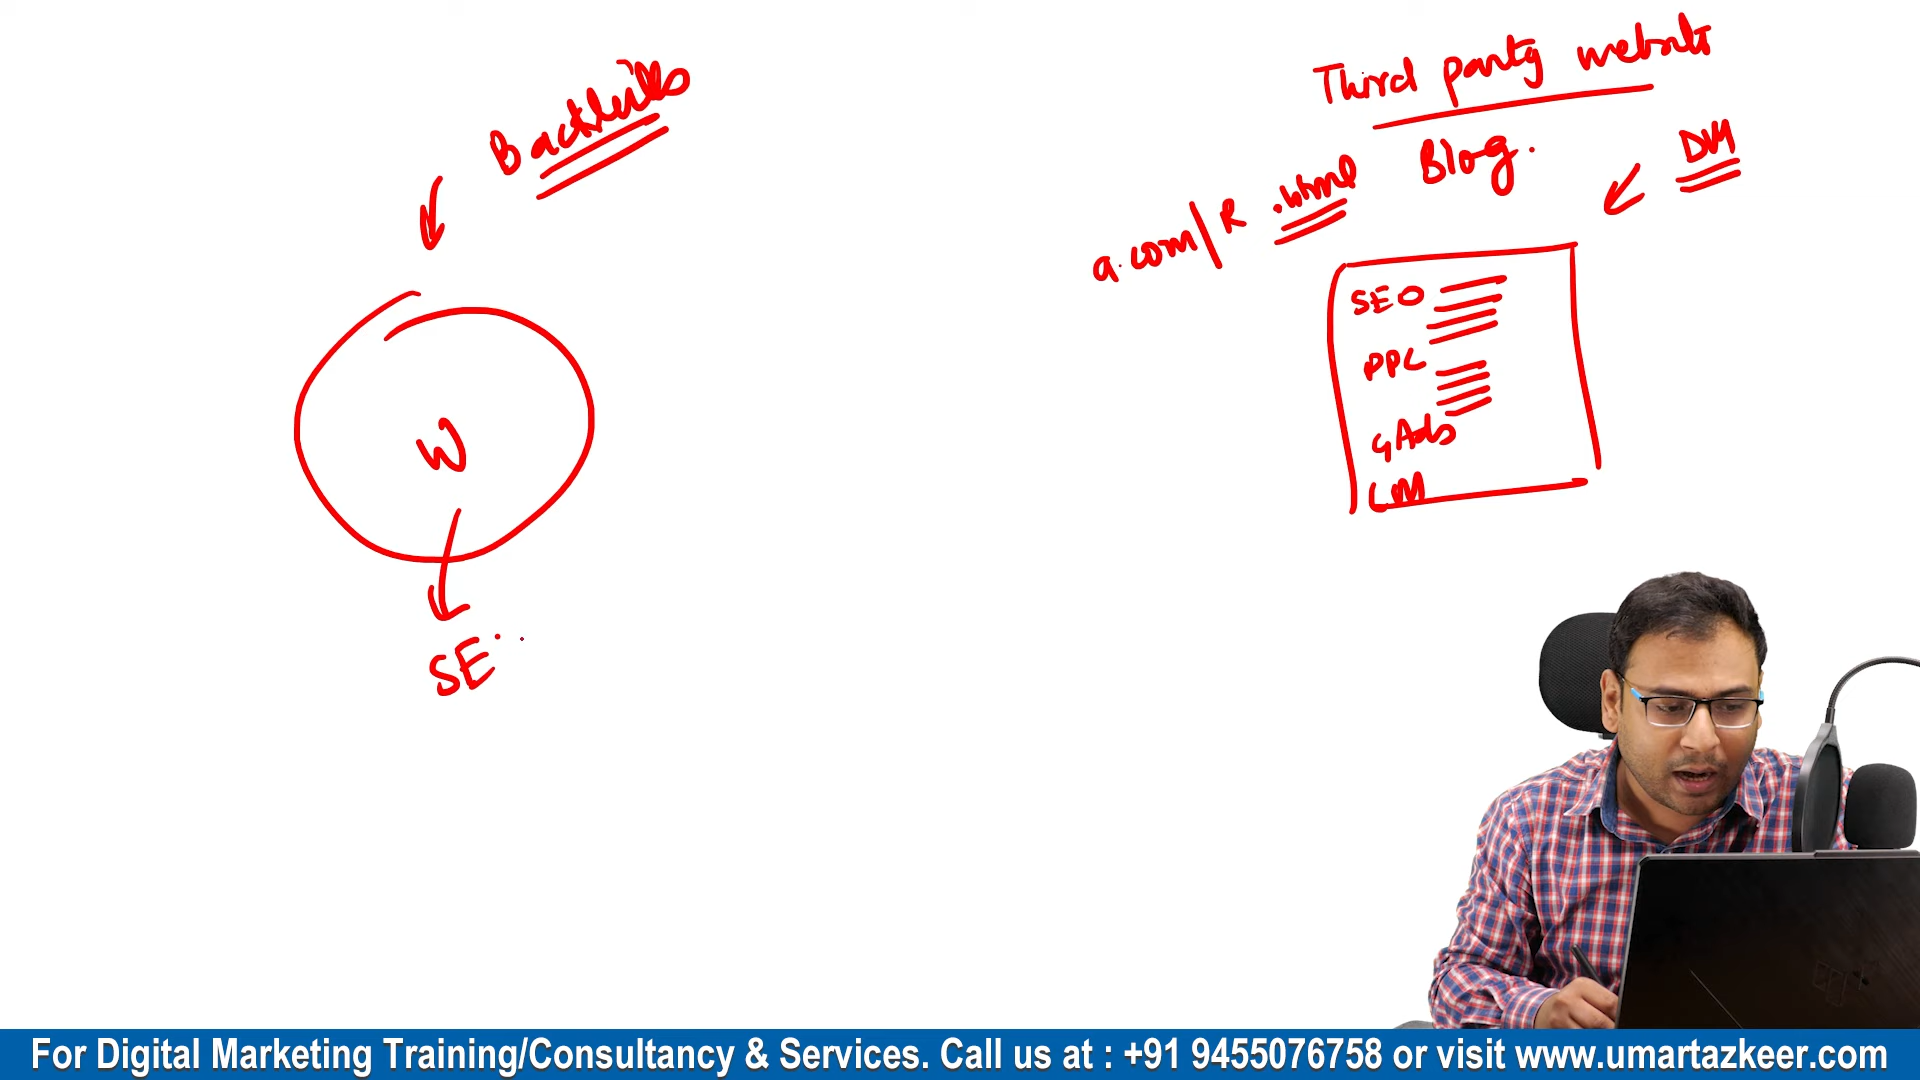 Backlinks
W
SE
Third party website
Blog.
DM
a.com/R .html
SEO
PPC
GAds
CM
For Digital Marketing Training/Consultancy & Services. Call us at : +91 9455076758 or visit www.umartazkeer.com